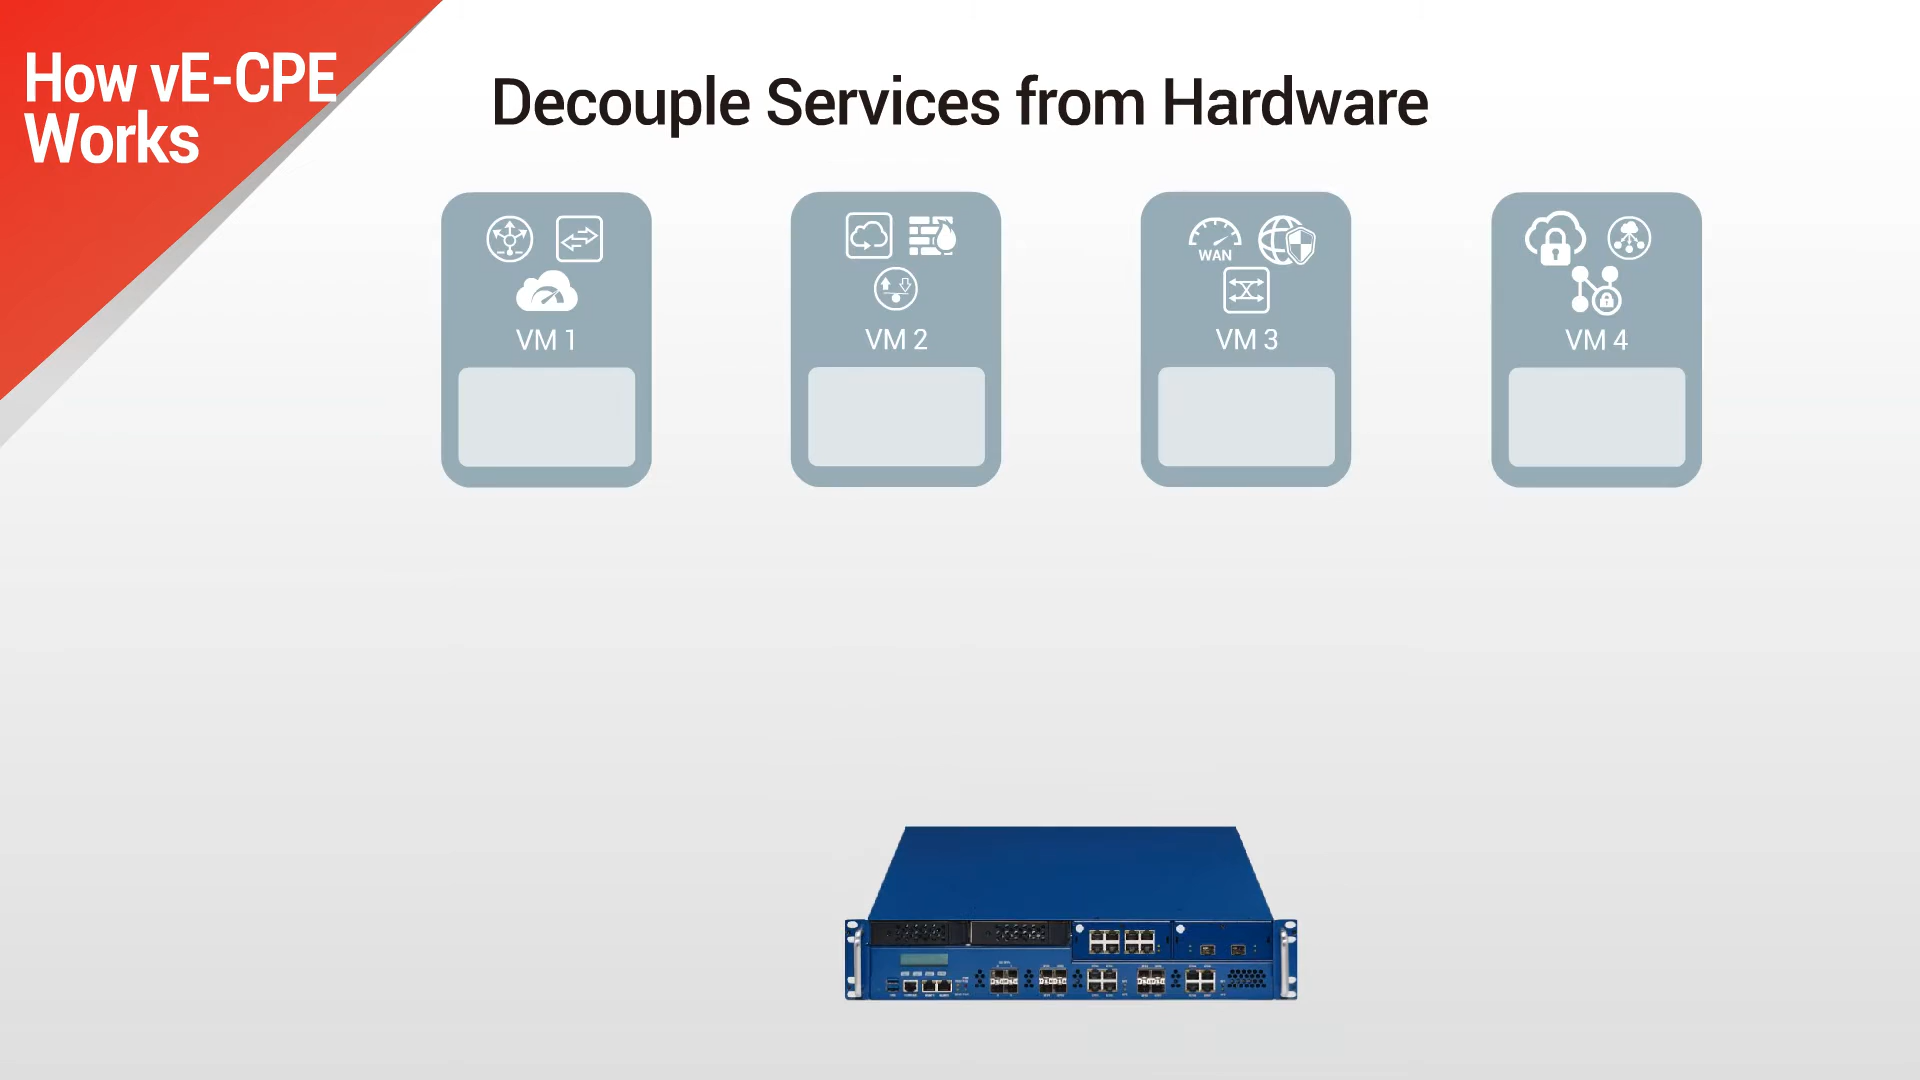 How vE-CPE
Works
Decouple Services from Hardware
WAN
VM 1
VM 2
VM 3
VM 4